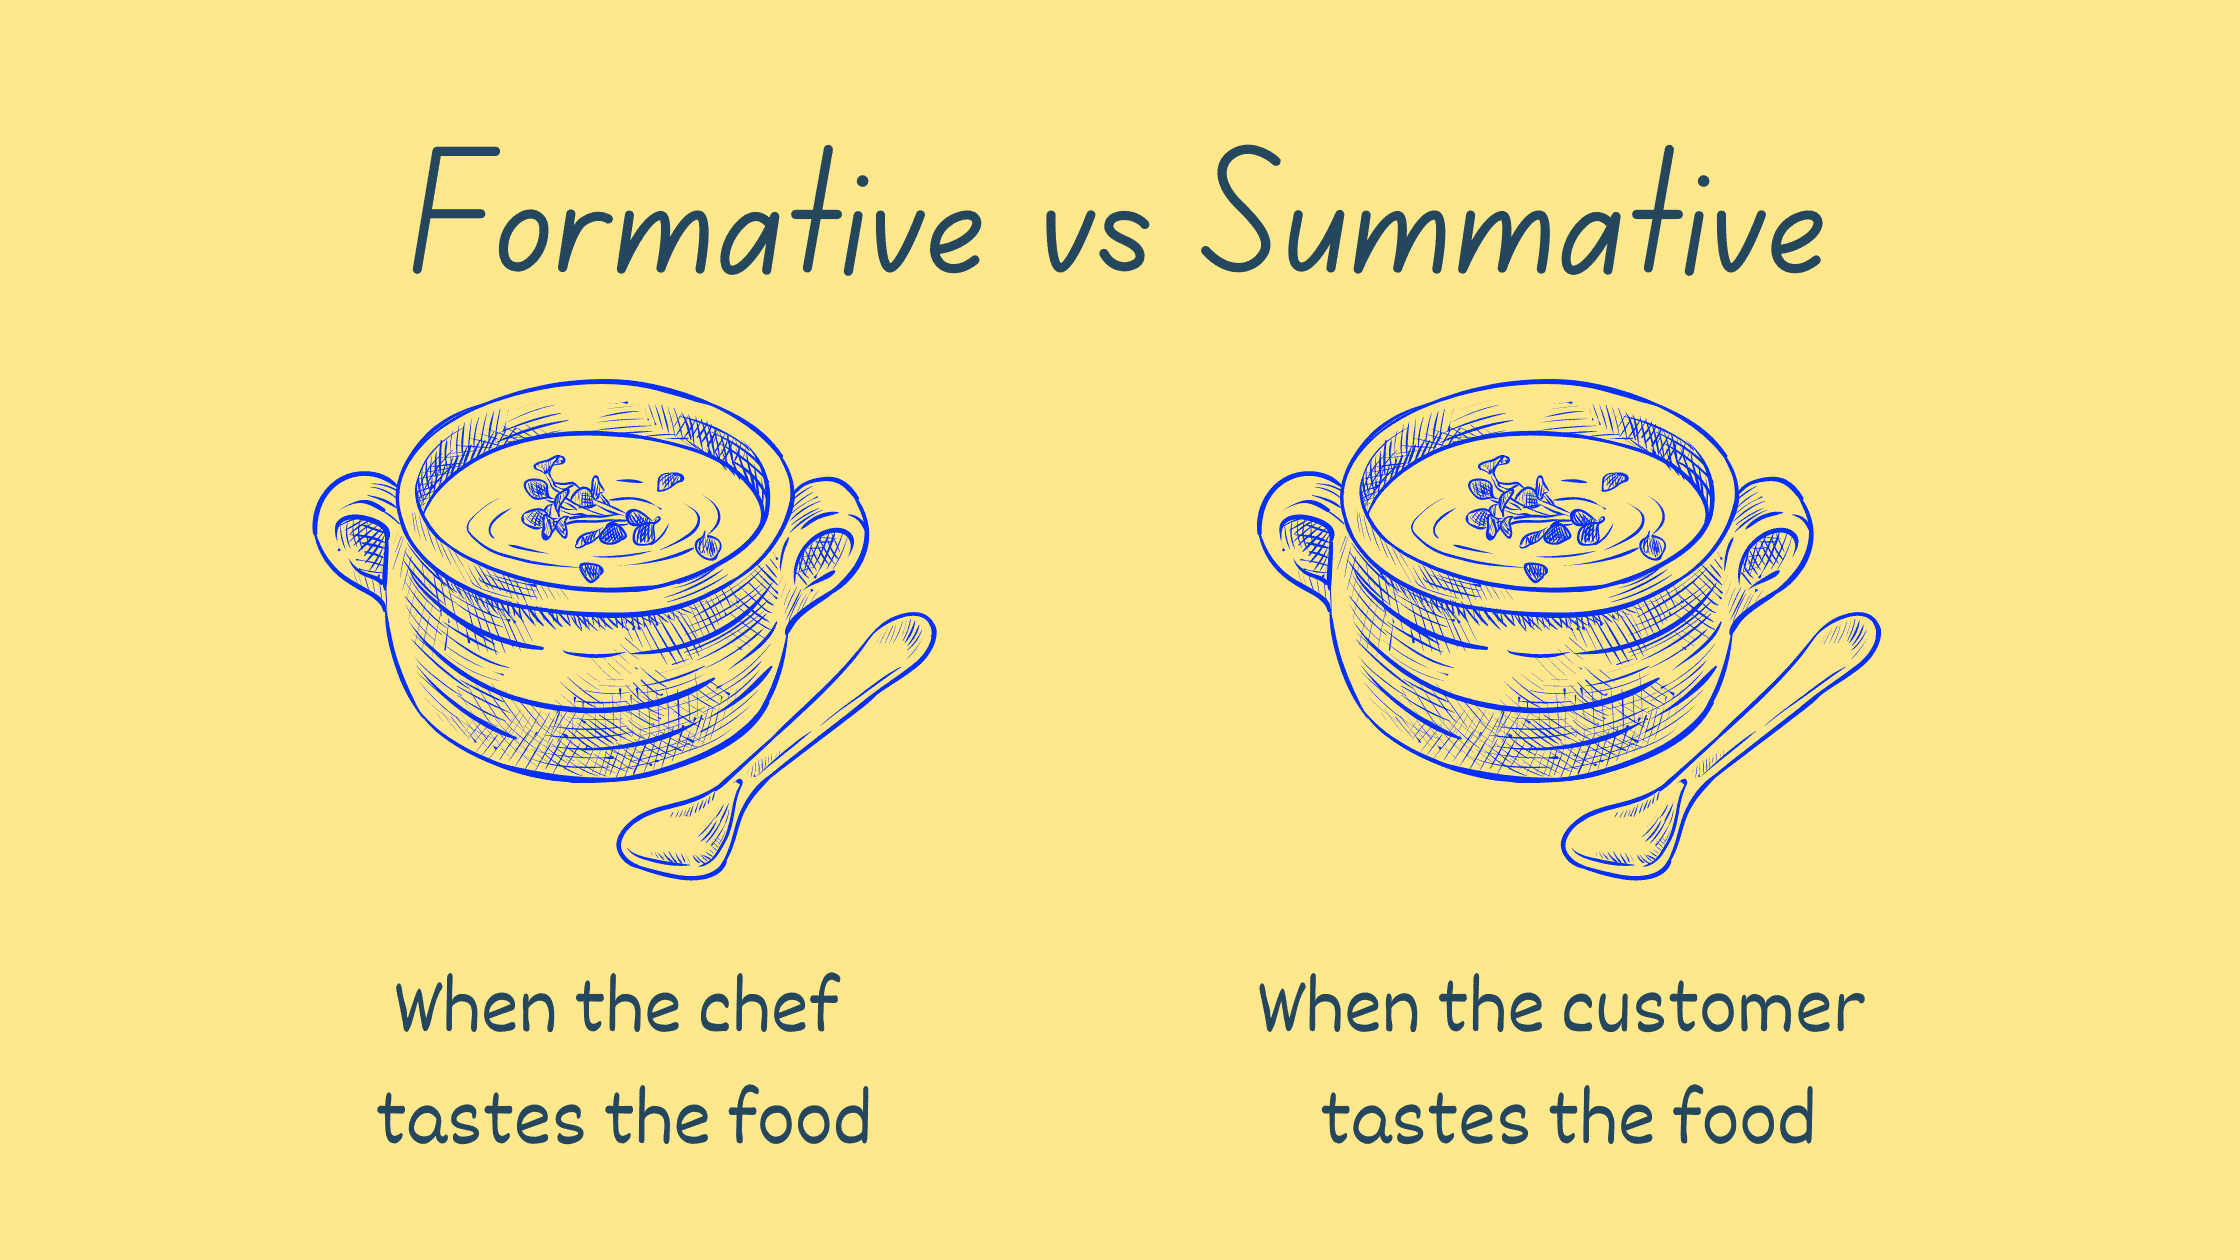 Formative vs Summative
When the chef
tastes the food
When the customer
tastes the food